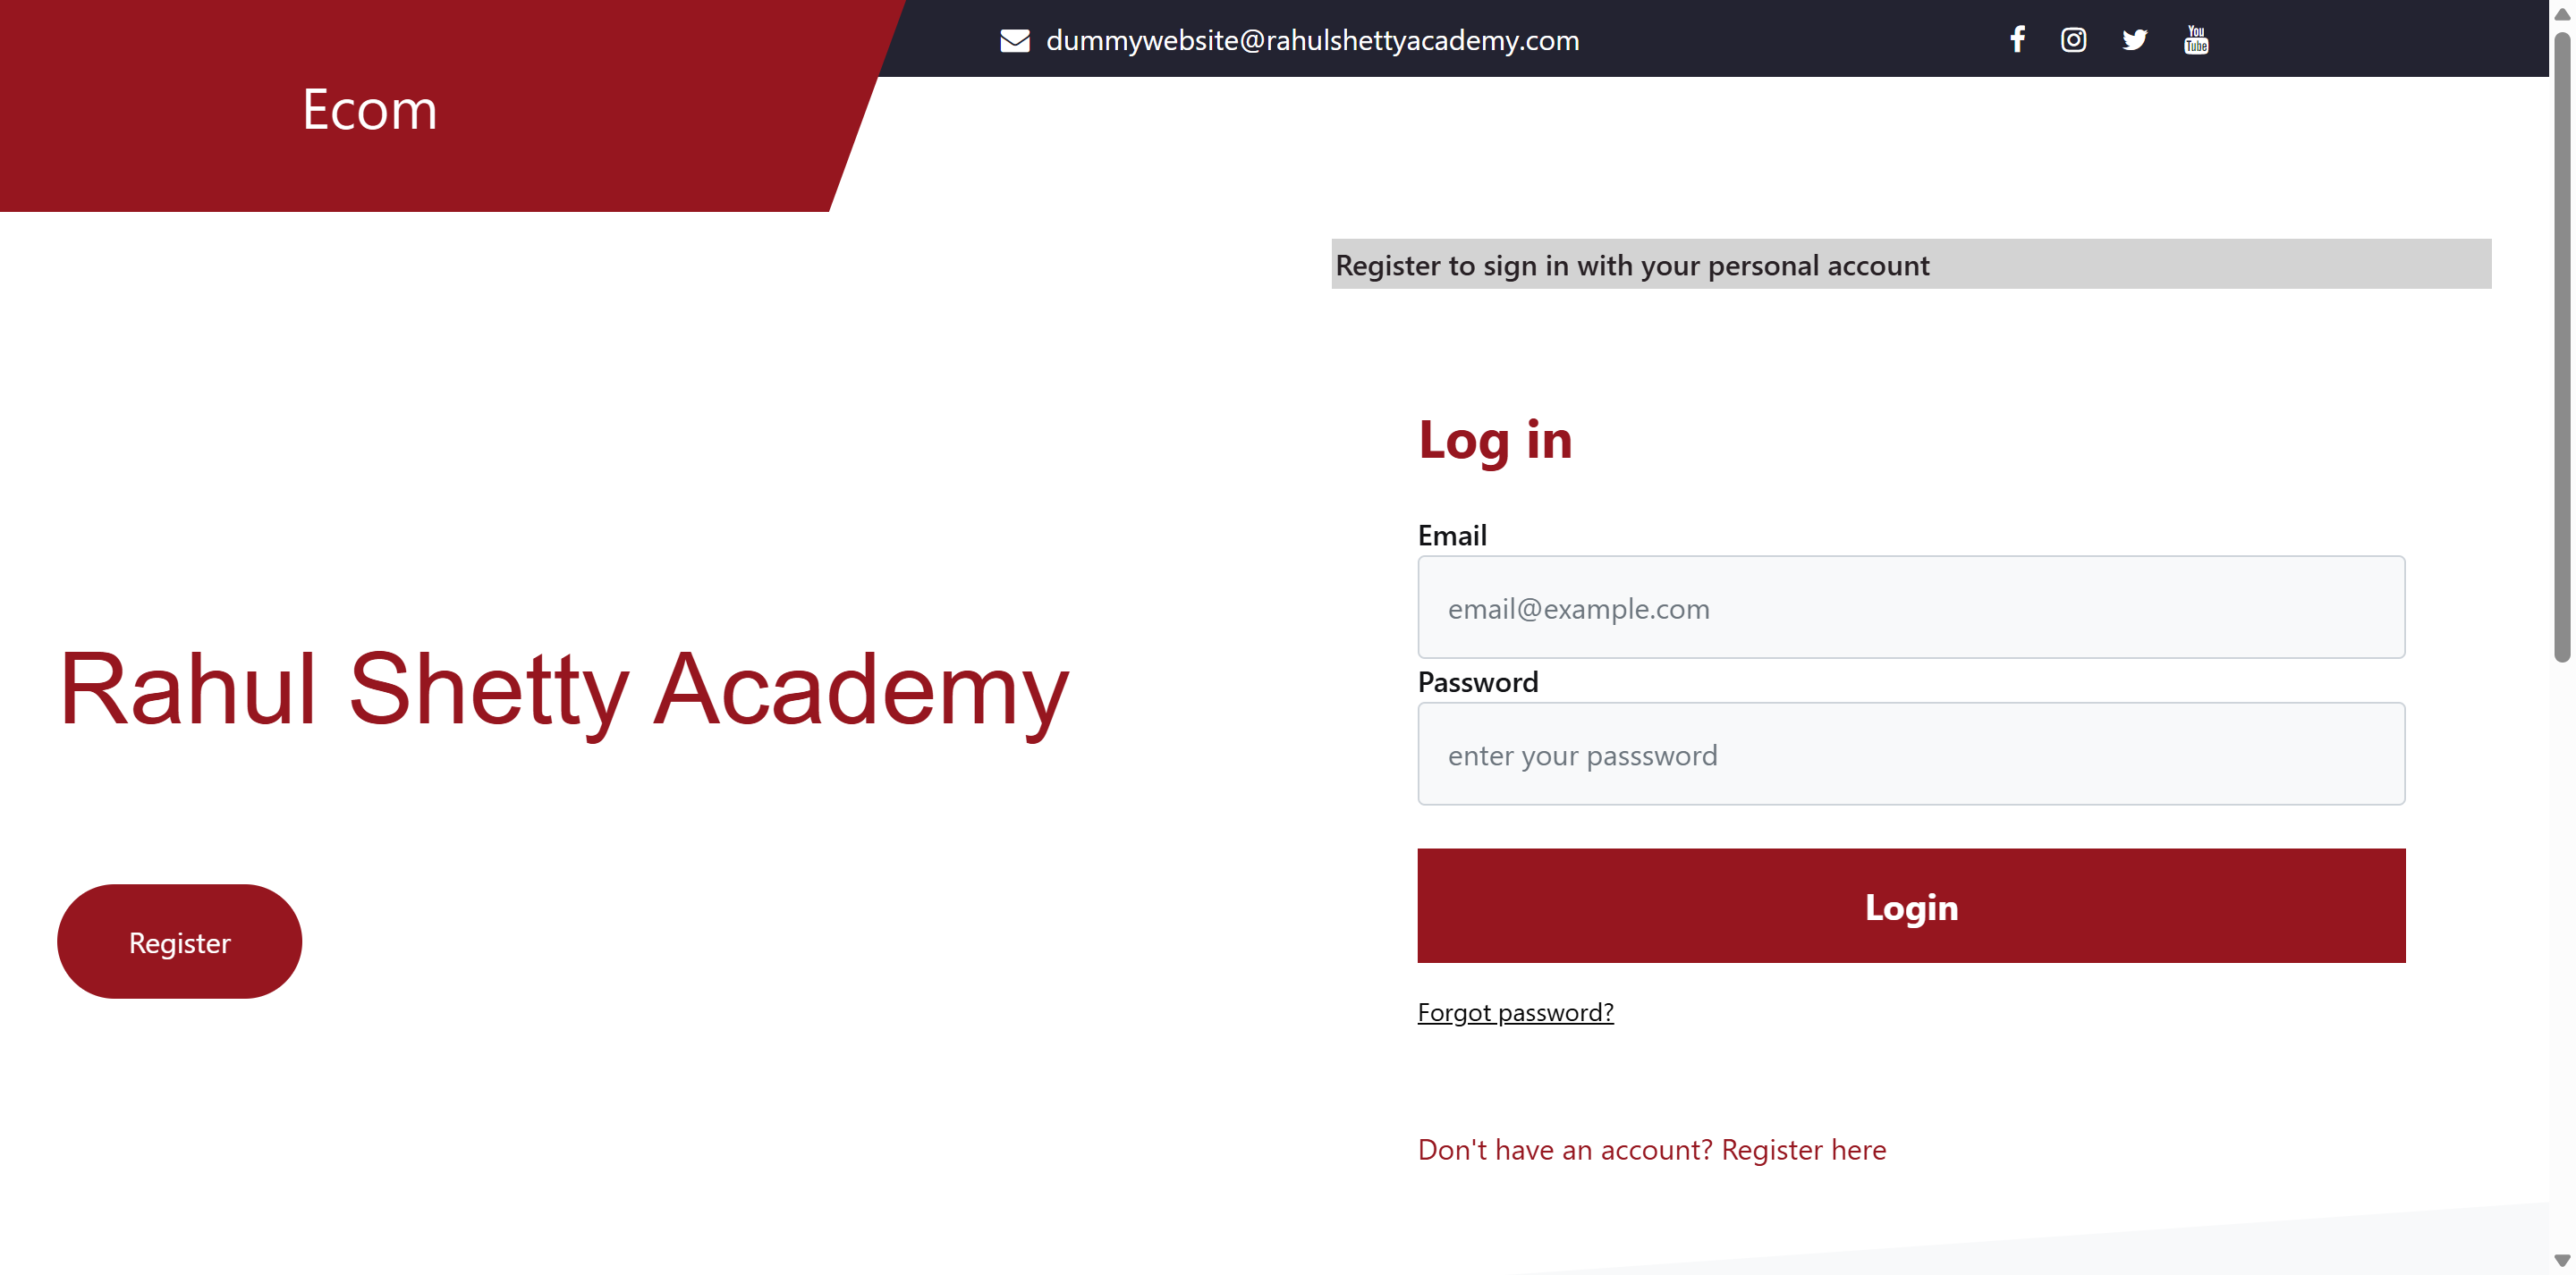 dummywebsite@rahulshettyacademy.com
You
Tube
Ecom
Register to sign in with your personal account
Log in
Email
email@example.com
Password
enter your passsword
Login
Forgot password?
Don't have an account? Register here
Rahul Shetty Academy
Register